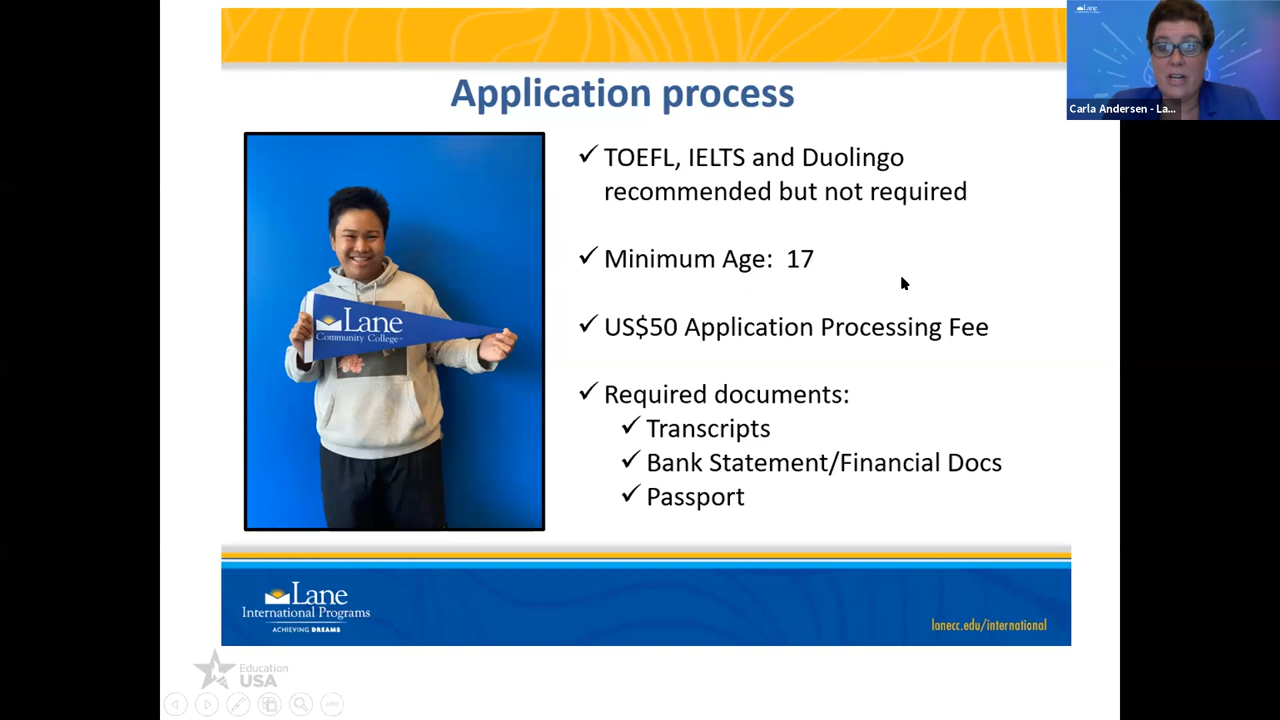 Application process
Lane
Carla Andersen - La...
✓ TOEFL, IELTS and Duolingo
recommended but not required
✓ Minimum Age: 17
✓ US$50 Application Processing Fee
✓ Required documents:
✓ Transcripts
✓ Bank Statement/Financial Docs
✓ Passport
Lane
Community College
Lane
International Programs
ACHIEVING DREAMS
lanecc.edu/international
Education
USA